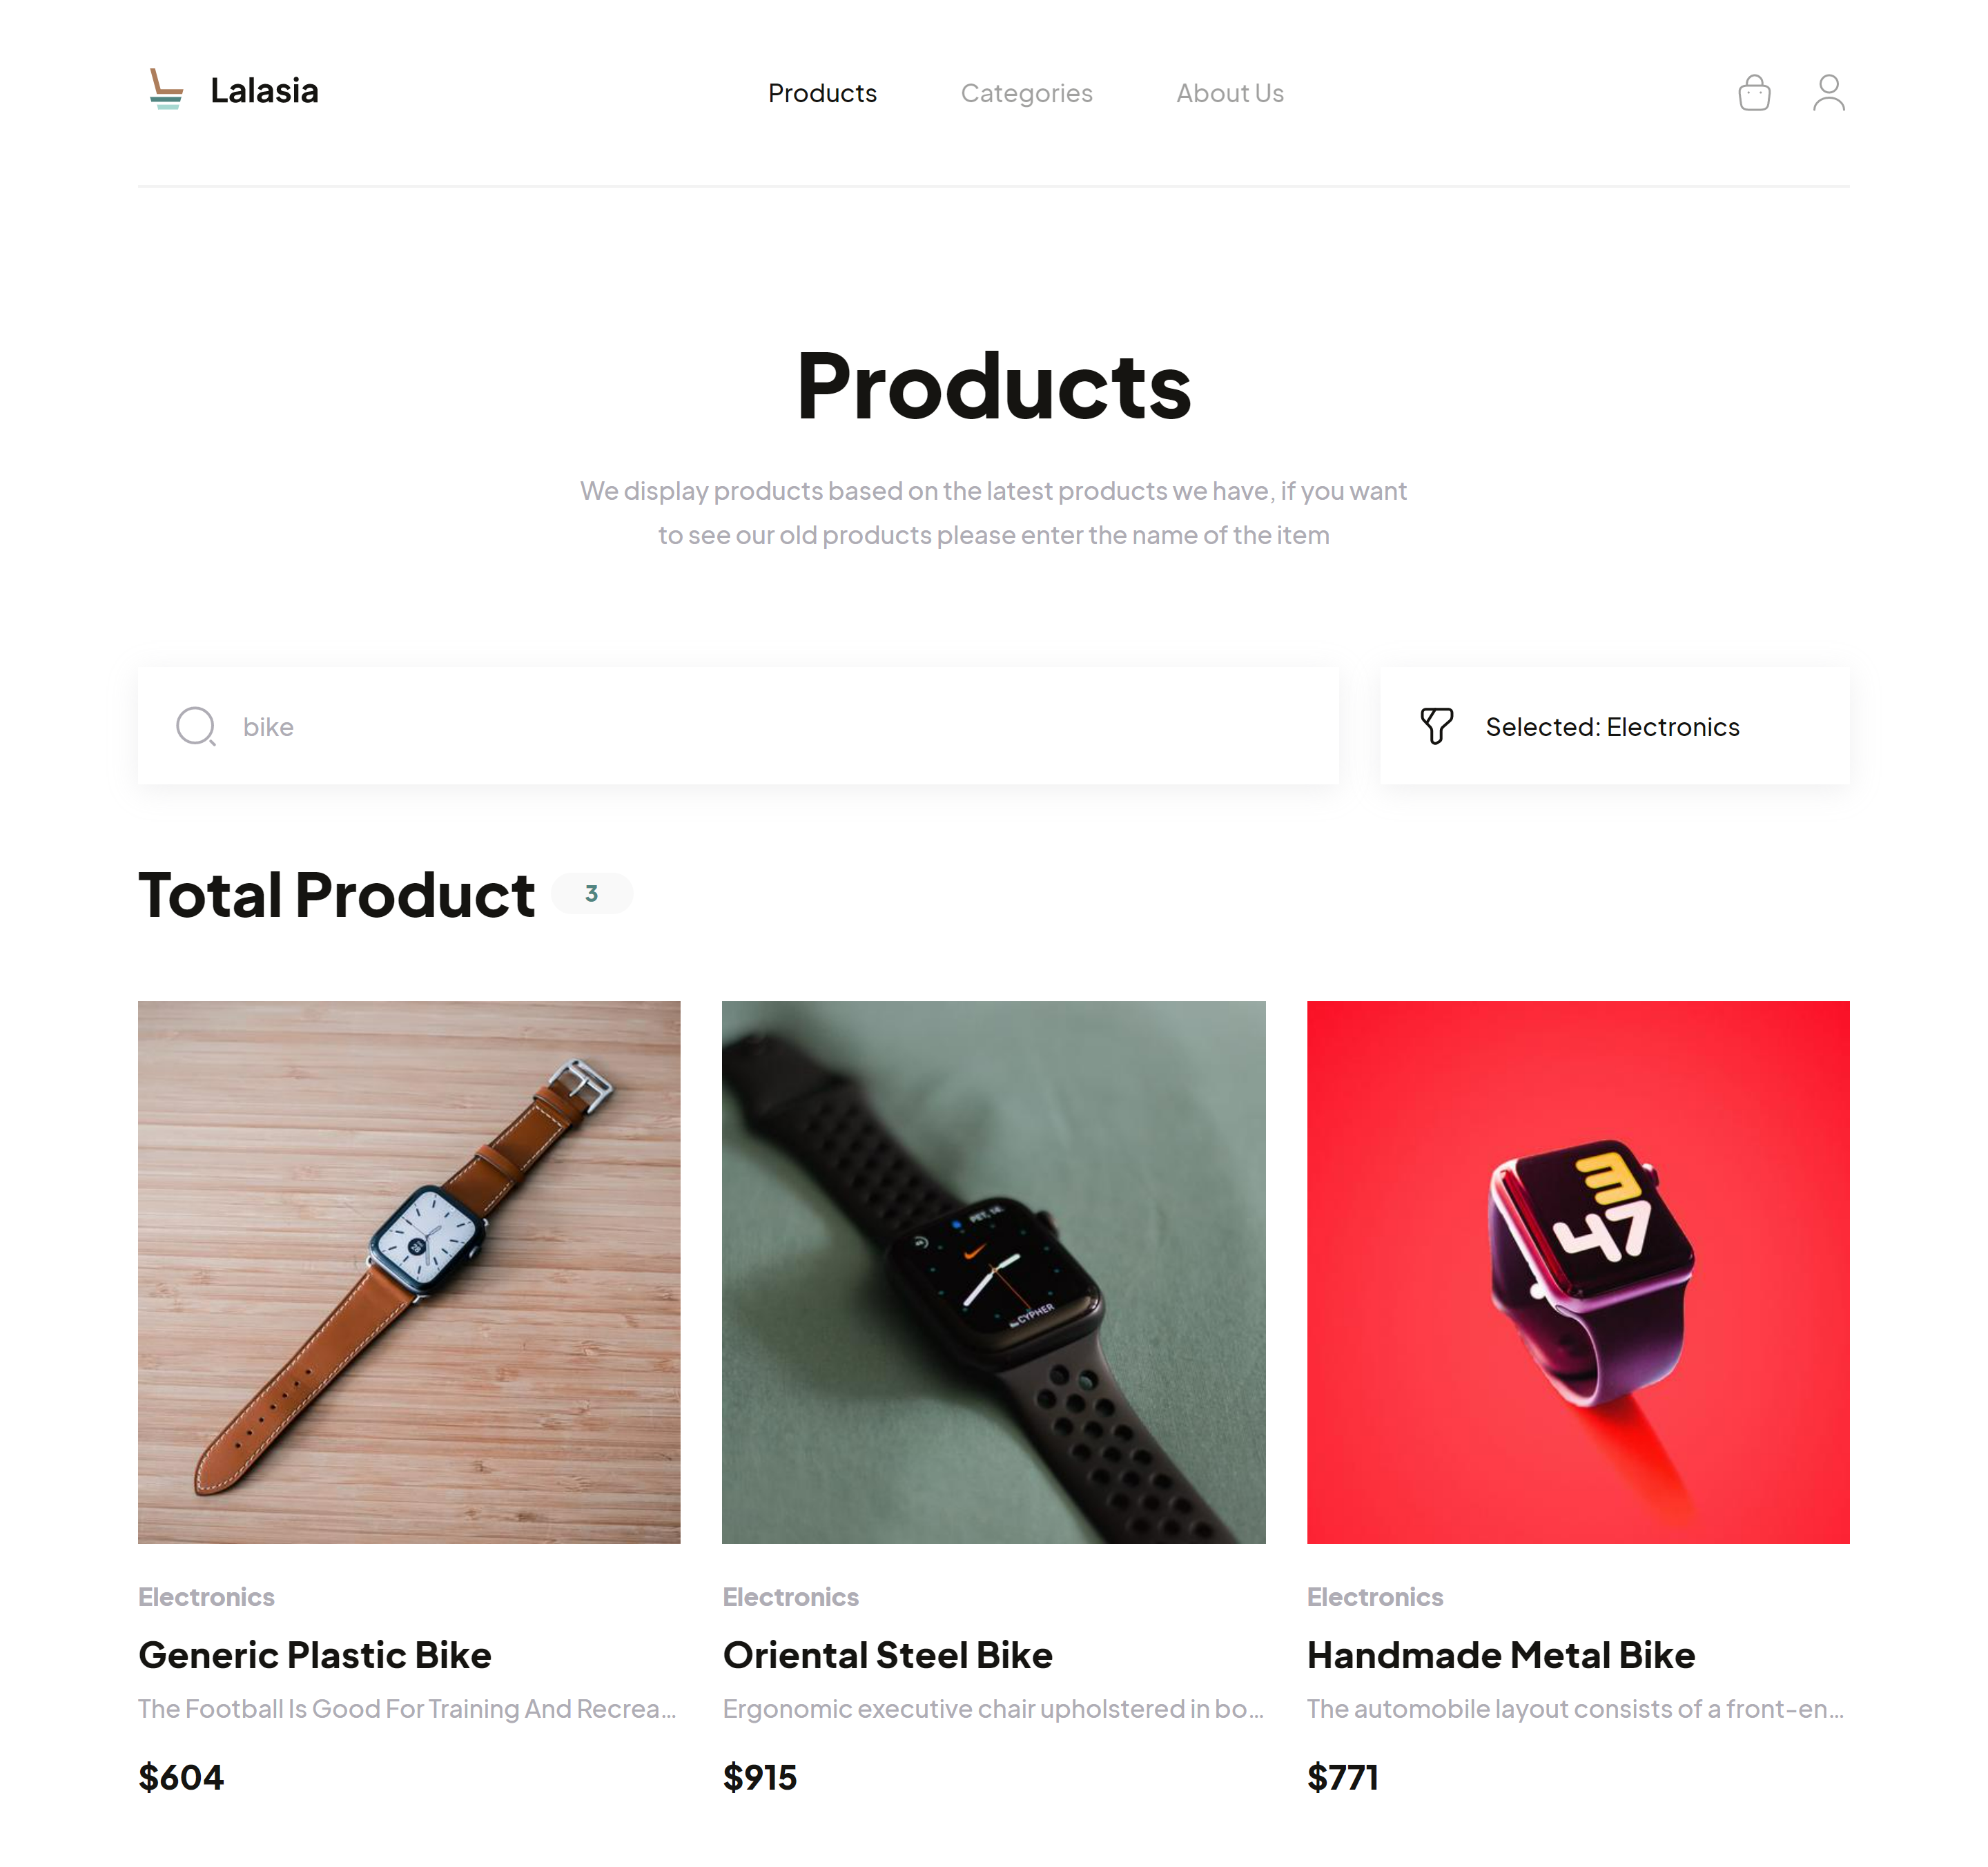 Lalasia
Products
Categories
About Us
Products
We display products based on the latest products we have, if you want
to see our old products please enter the name of the item
bike
Selected: Electronics
Total Product
3
CYPHER
47
Electronics
Electronics
Electronics
Generic Plastic Bike
Oriental Steel Bike
Handmade Metal Bike
The Football Is Good For Training And Recrea...
Ergonomic executive chair upholstered in bo...
The automobile layout consists of a front-en...
$604
$915
$771